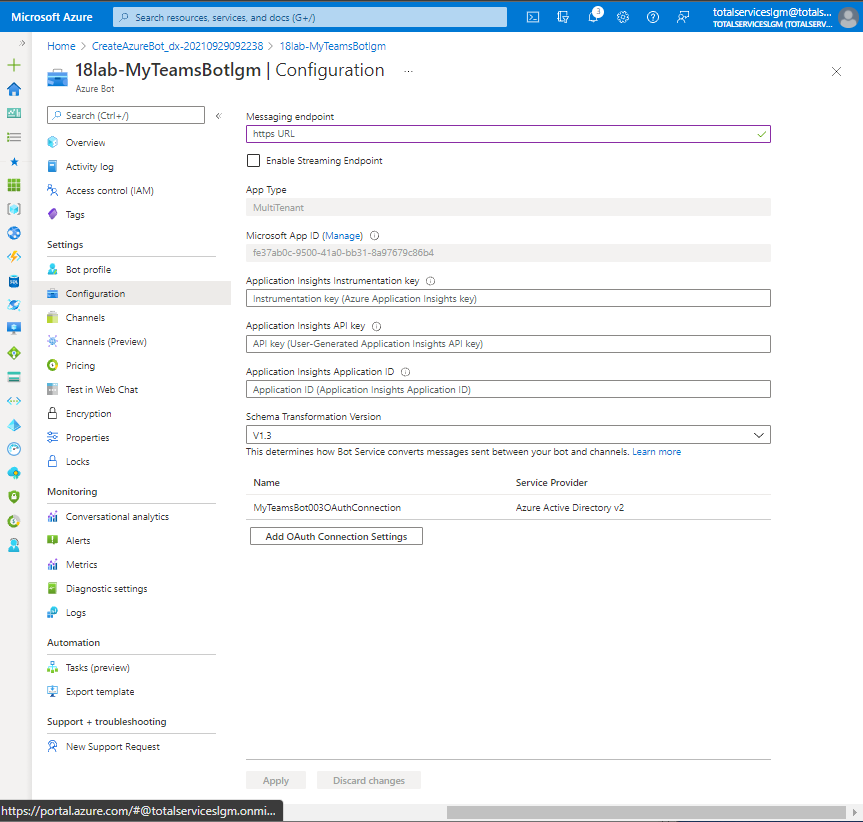 Microsoft Azure
Search resources, services, and docs (G+/)
3
totalserviceslgm@totals...
TOTALSERVICESLGM (TOTALSERV...
Home > CreateAzureBot_dx-20210929092238 > 18lab-MyTeamsBotlgm
18lab-MyTeamsBotlgm | Configuration ...
Azure Bot
Search (Ctrl+/)
Overview
Activity log
Access control (IAM)
Tags
Settings
Bot profile
Configuration
Channels
Channels (Preview)
Pricing
Test in Web Chat
Encryption
Properties
Locks
Monitoring
Conversational analytics
Alerts
Metrics
Diagnostic settings
Logs
Automation
Tasks (preview)
Export template
Support + troubleshooting
New Support Request
Messaging endpoint
https URL
Enable Streaming Endpoint
App Type
MultiTenant
Microsoft App ID (Manage)
fe37ab0c-9500-41a0-bb31-8a97679c86b4
Application Insights Instrumentation key
Instrumentation key (Azure Application Insights key)
Application Insights API key
API key (User-Generated Application Insights API key)
Application Insights Application ID
Application ID (Application Insights Application ID)
Schema Transformation Version
V1.3
This determines how Bot Service converts messages sent between your bot and channels. Learn more
Name Service Provider
MyTeamsBot003OAuthConnection Azure Active Directory v2
Add OAuth Connection Settings
Apply Discard changes
https://portal.azure.com/#@totalserviceslgm.onmi...